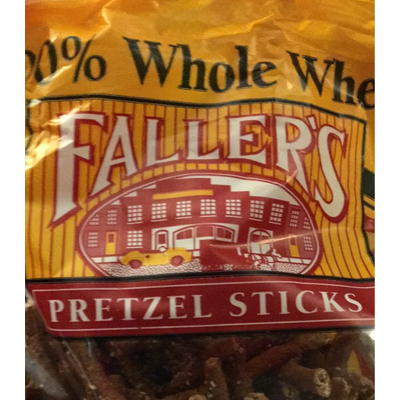 00% Whole Whe
FALLER'S
PRETZEL STICKS